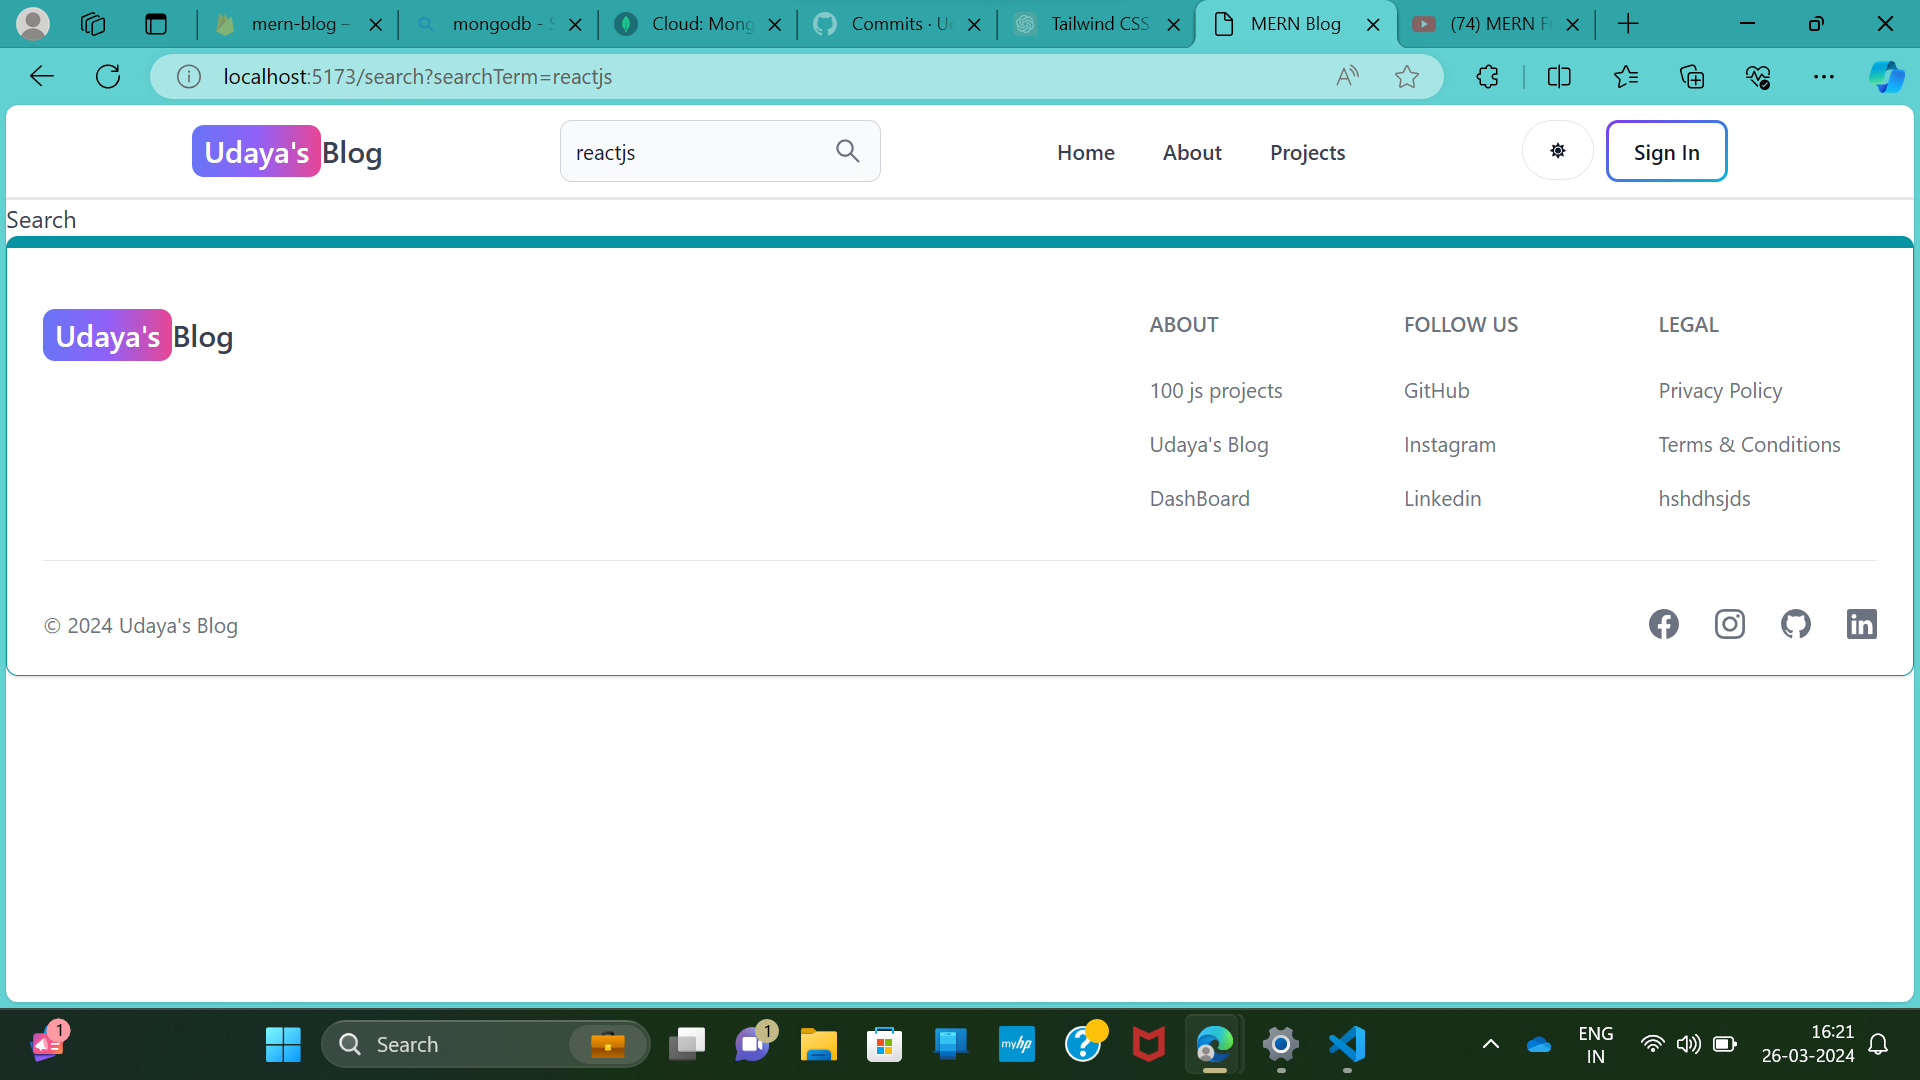 mern-blog –
mongodb - S
Cloud: Mong
Commits · Ud
Tailwind CSS
MERN Blog
(74) MERN F
localhost:5173/search?searchTerm=reactjs
Udaya's Blog
reactjs
Home
About
Projects
Sign In
Search
Udaya's Blog
ABOUT
FOLLOW US
LEGAL
100 js projects
GitHub
Privacy Policy
Udaya's Blog
Instagram
Terms & Conditions
DashBoard
Linkedin
hshdhsjds
© 2024 Udaya's Blog
1
Search
1
myhp
ENG
IN
16:21
26-03-2024